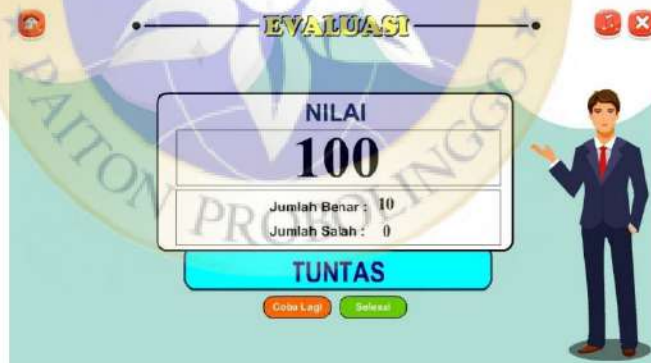 EVALUASI
NILAI
100
Jumlah Benar : 10
Jumlah Salah : 0
TUNTAS
Coba Lagi
Selesai
PAITON PROBOLINGGO